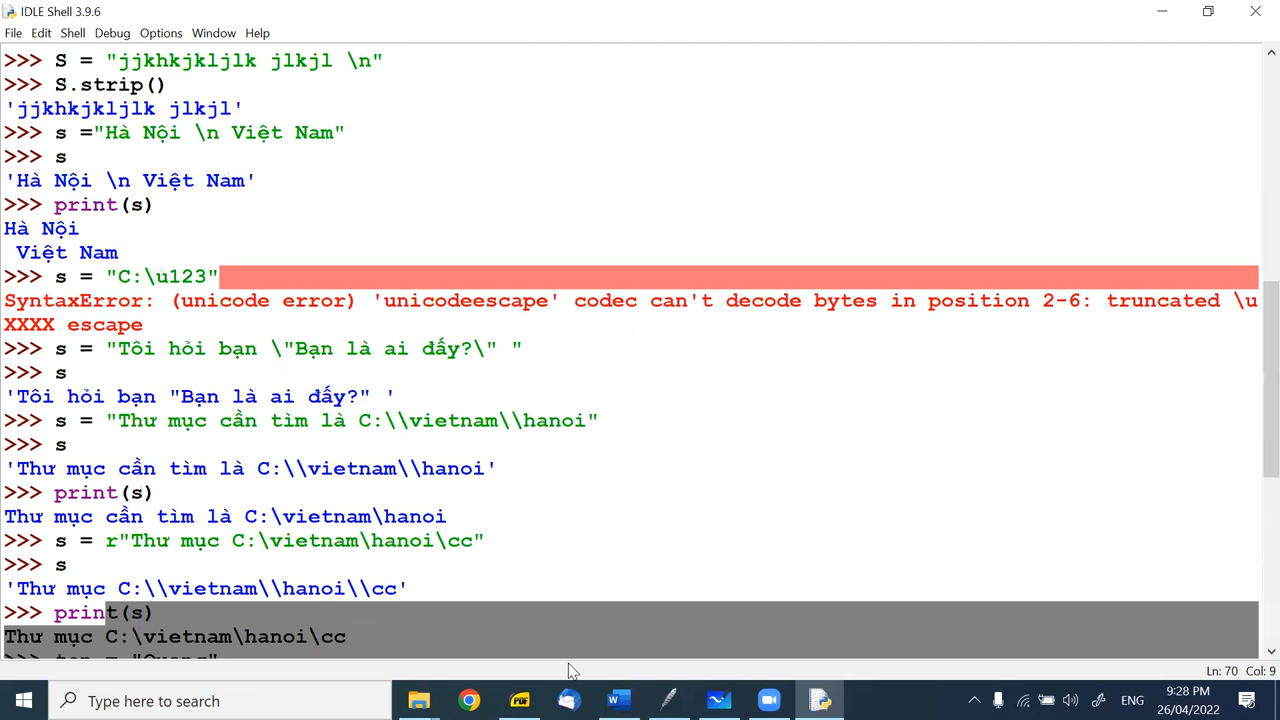 IDLE Shell 3.9.6
File Edit Shell Debug Options Window Help
>>> S = "jjkhkjkljlk jlkjl \n"
>>> S.strip()
'jjkhkjkljlk jlkjl'
>>> s ="Hà Nội \n Việt Nam"
>>> s
'Hà Nội \n Việt Nam'
>>> print(s)
Hà Nội
 Việt Nam
>>> s = "C:\u123"
SyntaxError: (unicode error) 'unicodeescape' codec can't decode bytes in position 2-6: truncated \u
XXXX escape
>>> s = "Tôi hỏi bạn \"Bạn là ai đấy?\" "
>>> s
'Tôi hỏi bạn "Bạn là ai đấy?" '
>>> s = "Thư mục cần tìm là C:\\vietnam\\hanoi"
>>> s
'Thư mục cần tìm là C:\\vietnam\\hanoi'
>>> print(s)
Thư mục cần tìm là C:\vietnam\hanoi
>>> s = r"Thư mục C:\vietnam\hanoi\cc"
>>> s
'Thư mục C:\\vietnam\\hanoi\\cc'
>>> print(s)
Thư mục C:\vietnam\hanoi\cc
Ln: 70 Col: 9
Type here to search
PDF
ENG
9:28 PM
26/04/2022